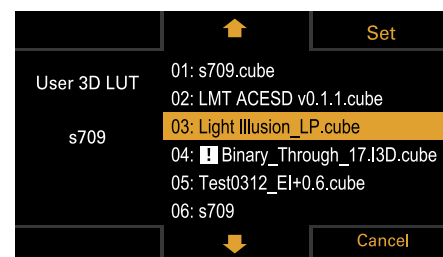 Set
User 3D LUT
s709
01: s709.cube
02: LMT ACESD v0.1.1.cube
03: Light Illusion_LP.cube
04: ! Binary_Through_17.l3D.cube
05: Test0312_EI+0.6.cube
06: s709
Cancel